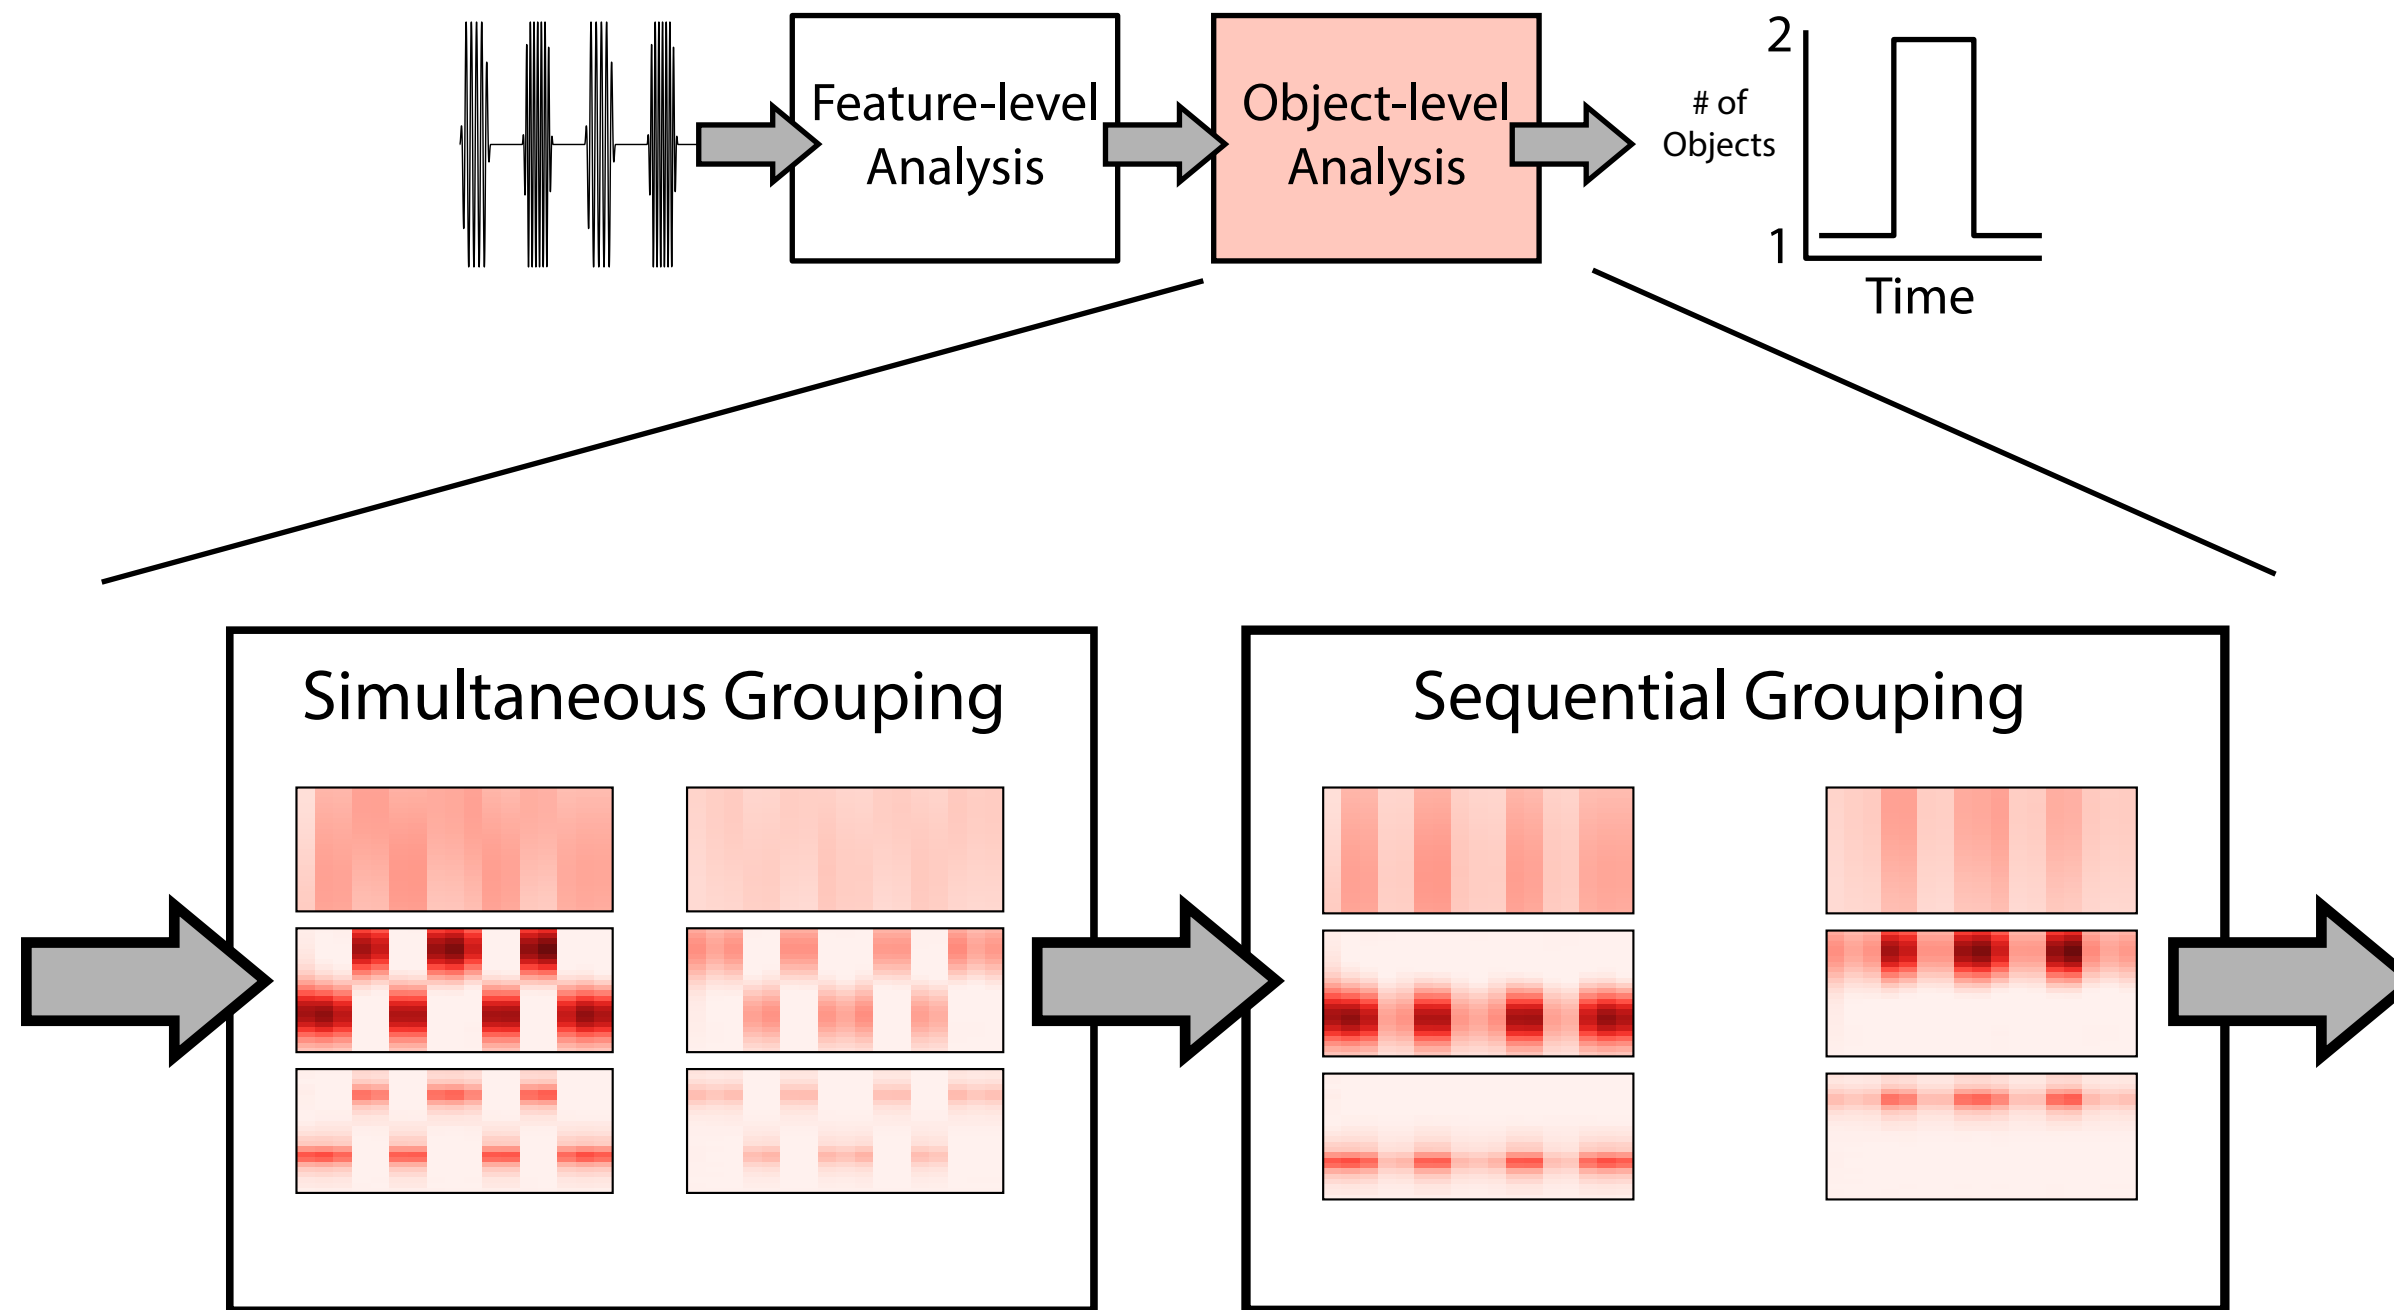 Feature-level
Analysis
Object-level
Analysis
# of
Objects
2
1
Time
Simultaneous Grouping
Sequential Grouping